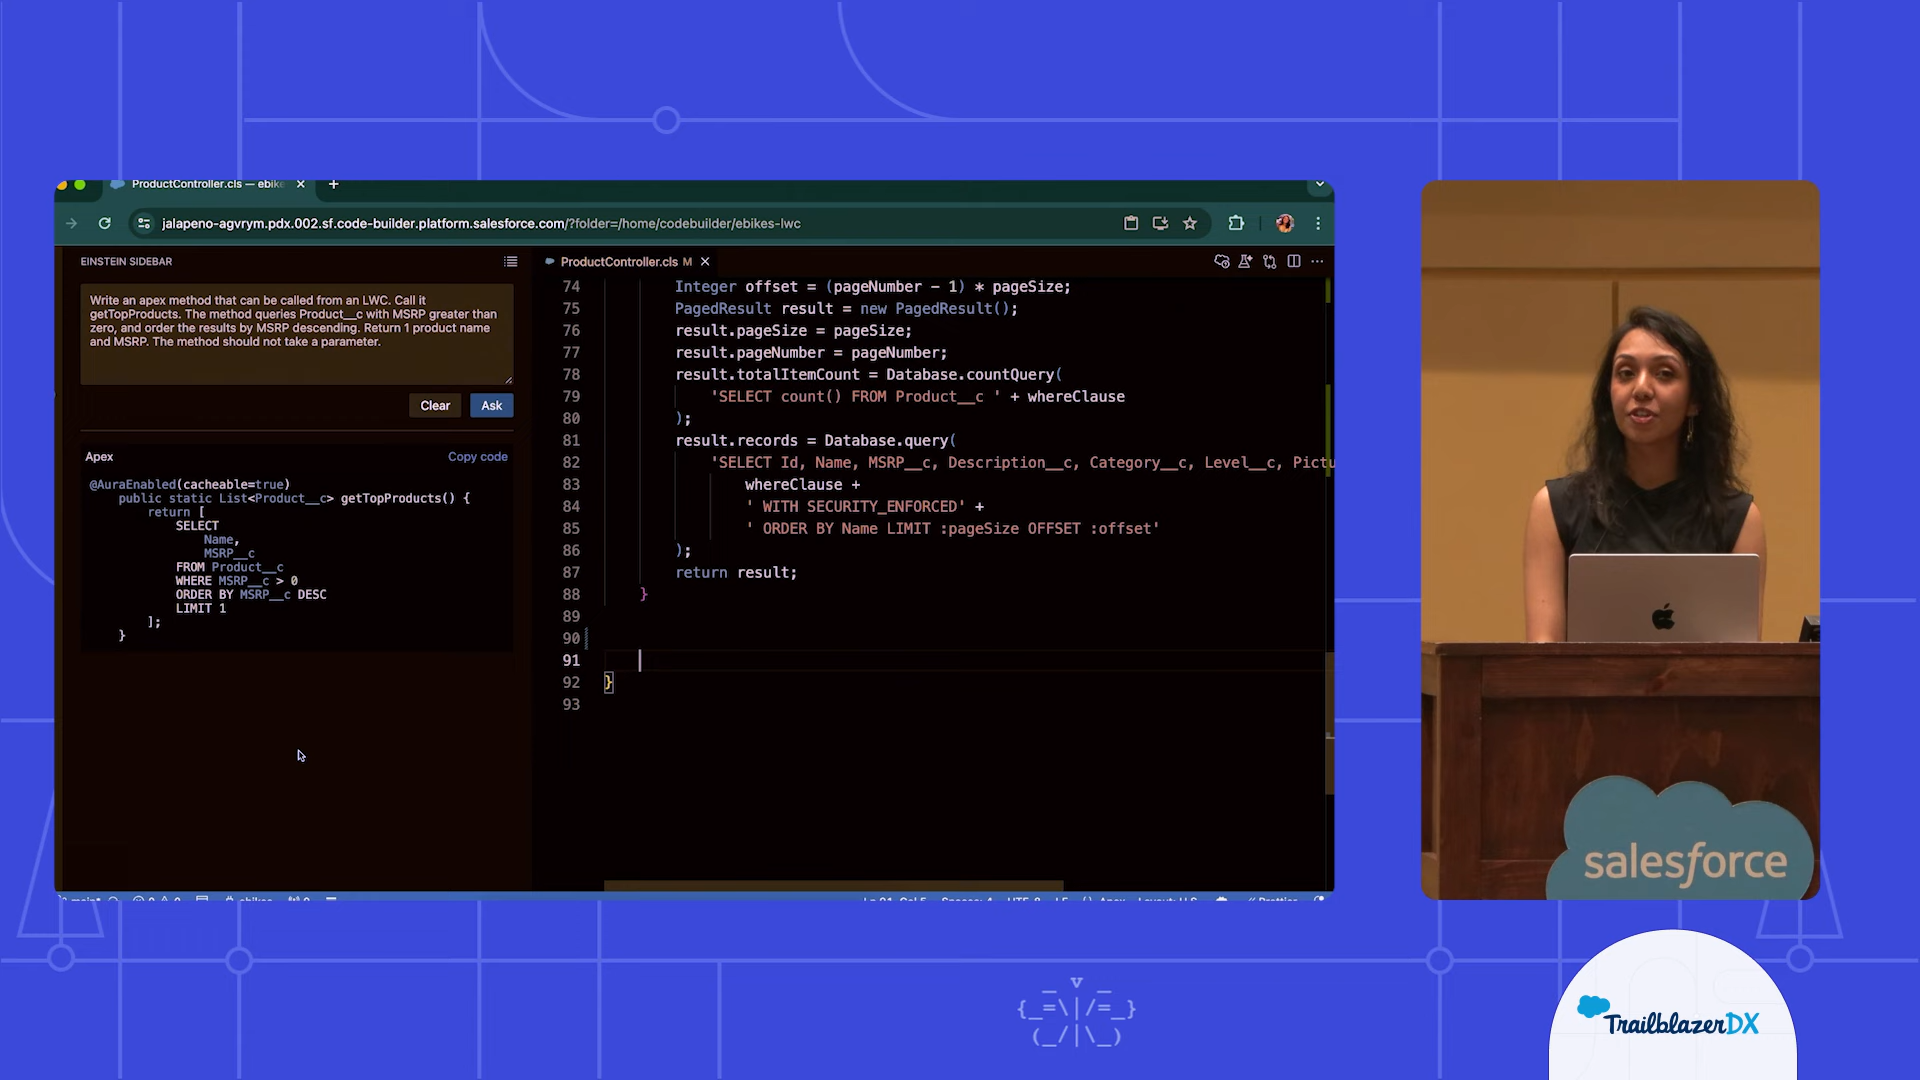 ProductController.cls — ebike
jalapeno-agvrym.pdx.002.sf.code-builder.platform.salesforce.com/?folder=/home/codebuilder/ebikes-lwc
EINSTEIN SIDEBAR
Write an apex method that can be called from an LWC. Call it
getTopProducts. The method queries Product__c with MSRP greater than
zero, and order the results by MSRP descending. Return 1 product name
and MSRP. The method should not take a parameter.
Clear
Ask
Apex
Copy code
@AuraEnabled(cacheable=true)
public static List<Product__c> getTopProducts() {
return [
SELECT
Name,
MSRP__c
FROM Product__c
WHERE MSRP__c > 0
ORDER BY MSRP__c DESC
LIMIT 1
];
}
ProductController.cls M
74 Integer offset = (pageNumber - 1) * pageSize;
75 PagedResult result = new PagedResult();
76 result.pageSize = pageSize;
77 result.pageNumber = pageNumber;
78 result.totalItemCount = Database.countQuery(
79 'SELECT count() FROM Product__c ' + whereClause
80 );
81 result.records = Database.query(
82 'SELECT Id, Name, MSRP__c, Description__c, Category__c, Level__c, Pictu
83 whereClause +
84 ' WITH SECURITY_ENFORCED' +
85 ' ORDER BY Name LIMIT :pageSize OFFSET :offset'
86 );
87 return result;
88 }
89
90
91
92 }
93
salesforce
TrailblazerDX